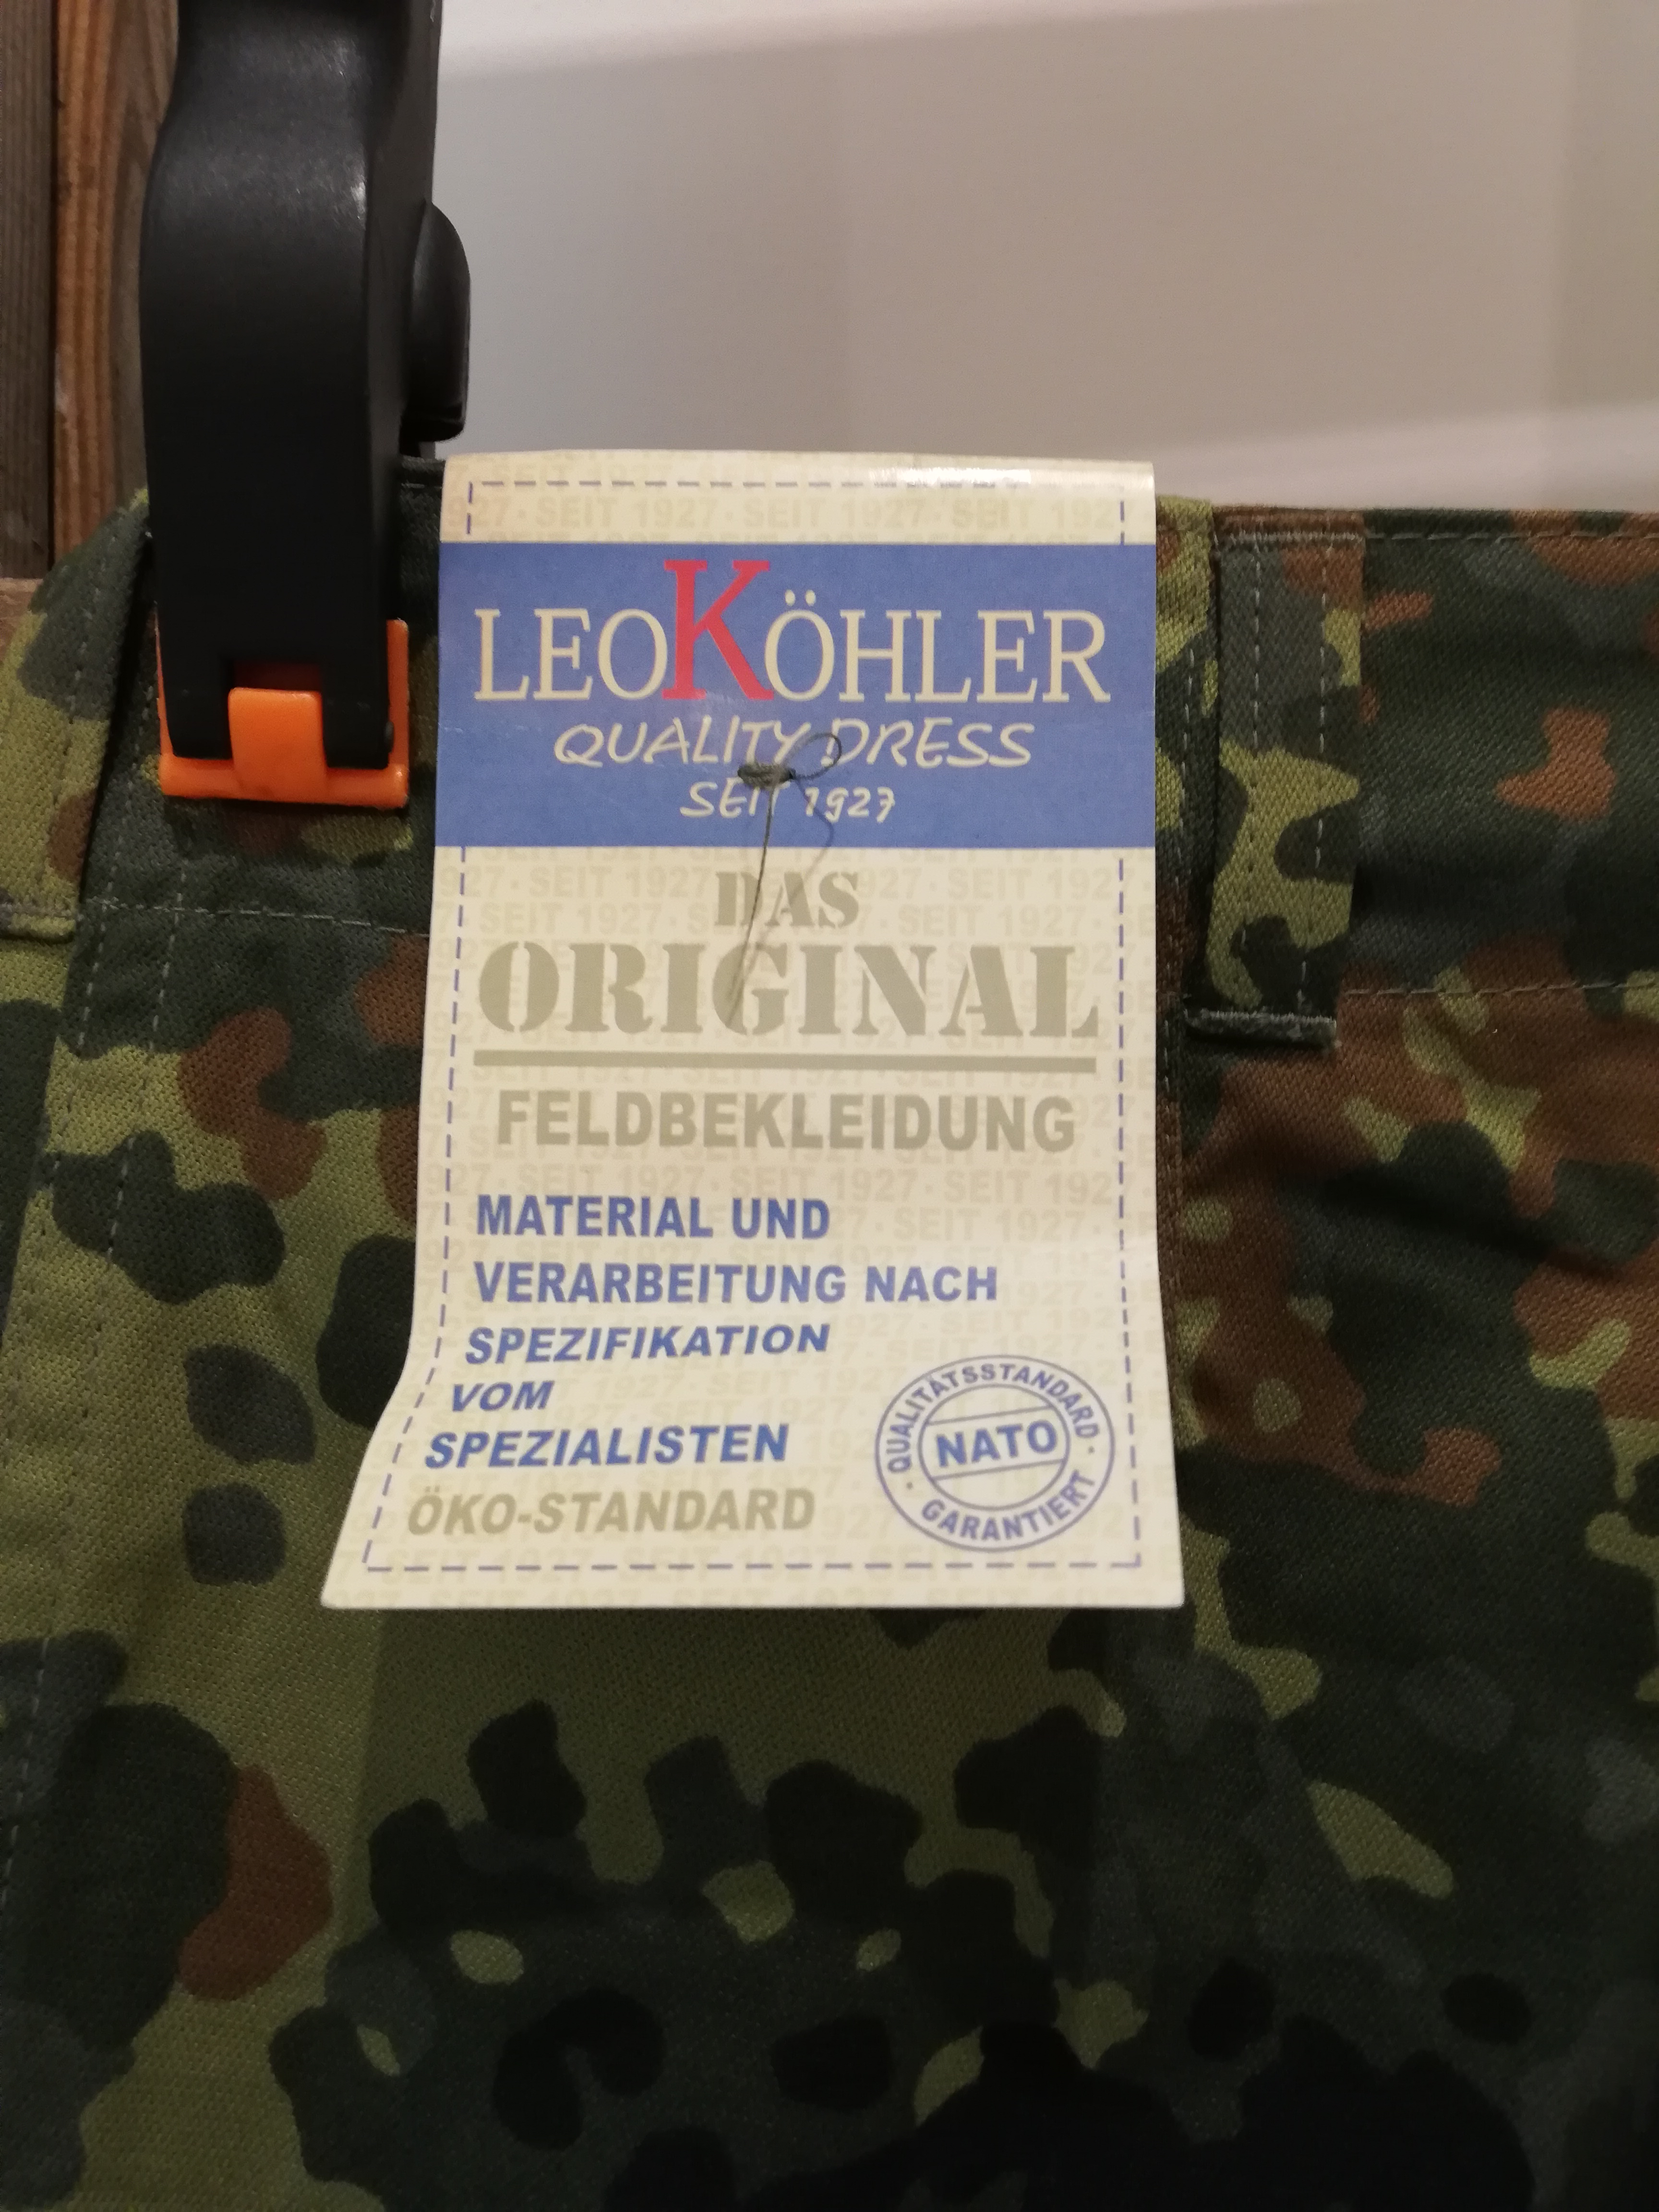 LEOKÖHLER
QUALITY DRESS
SEIT 1927
DAS
ORIGINAL
FELDBEKLEIDUNG
MATERIAL UND
VERARBEITUNG NACH
SPEZIFIKATION
VOM
SPEZIALISTEN
ÖKO-STANDARD
· QUALITÄTSSTANDARD ·
NATO
GARANTIERT